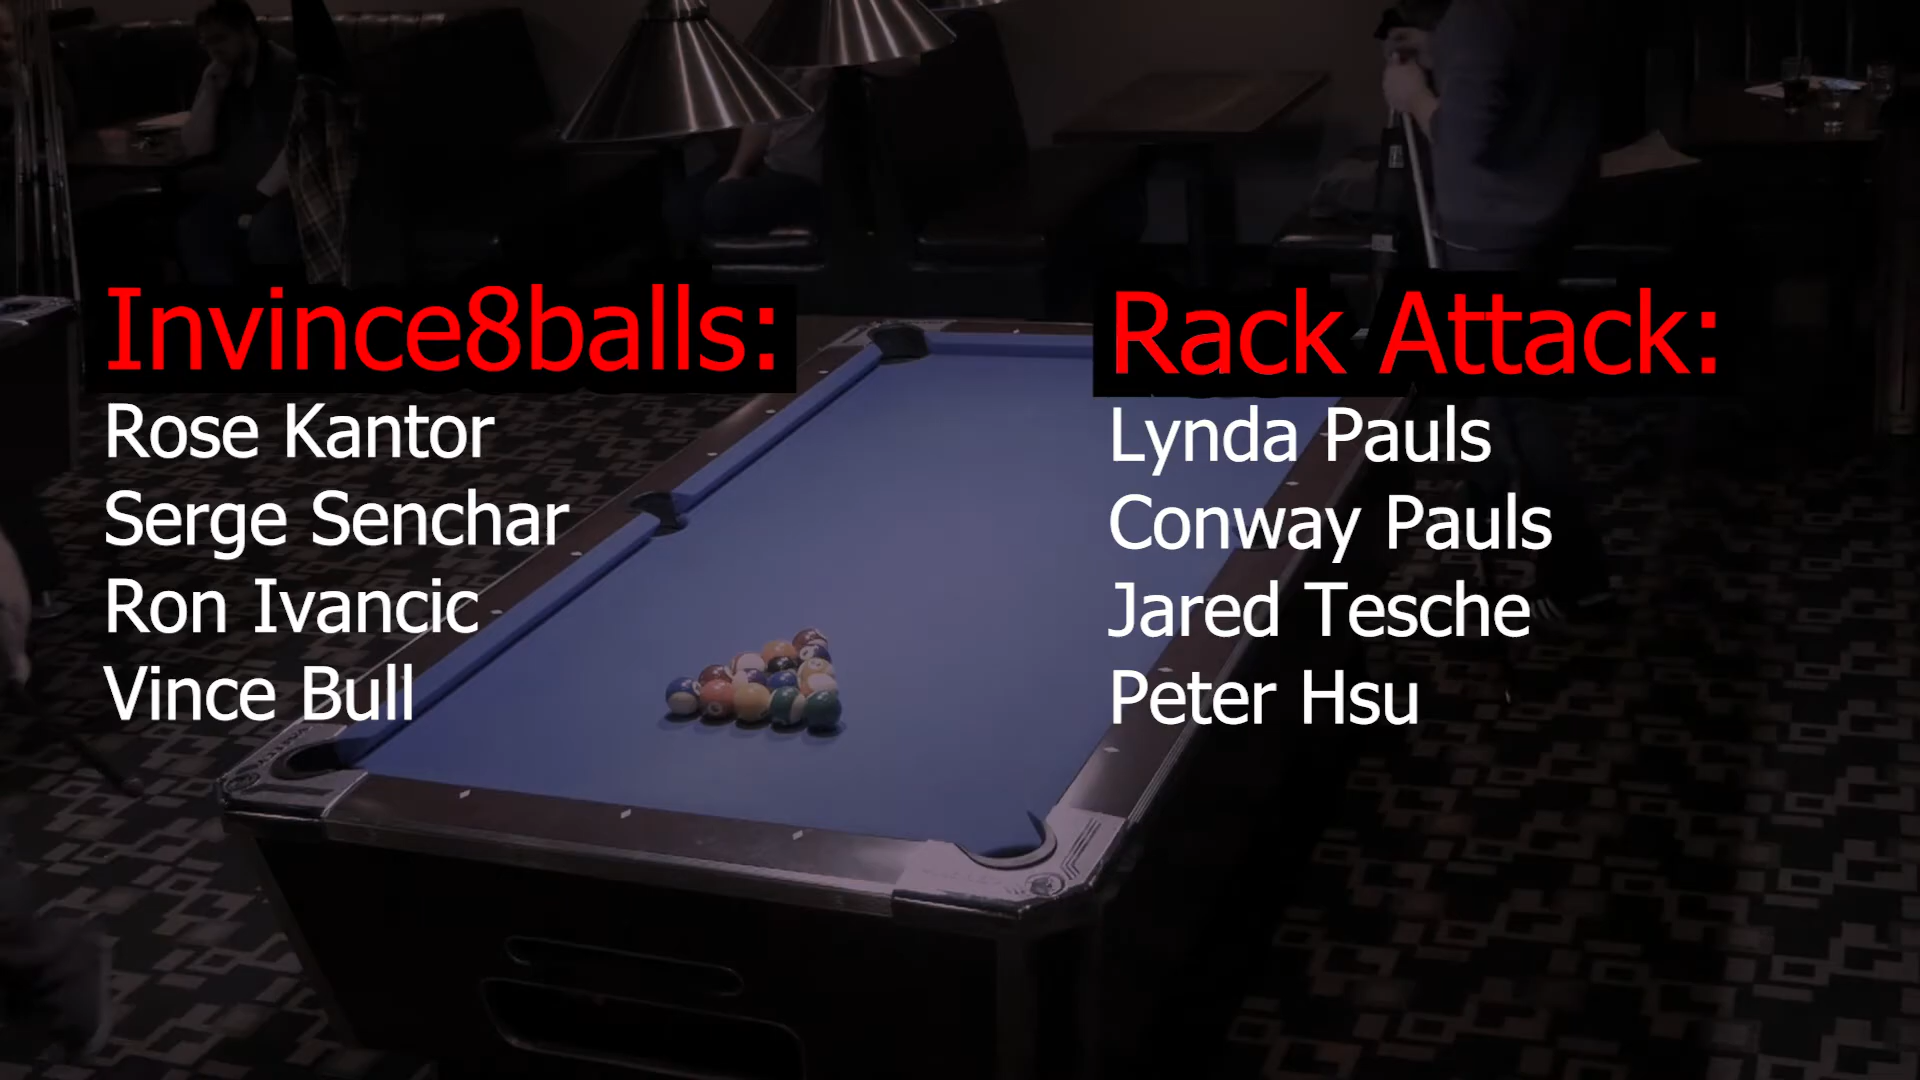 Invince8balls:
Rose Kantor
Serge Senchar
Ron Ivancic
Vince Bull
Rack Attack:
Lynda Pauls
Conway Pauls
Jared Tesche
Peter Hsu